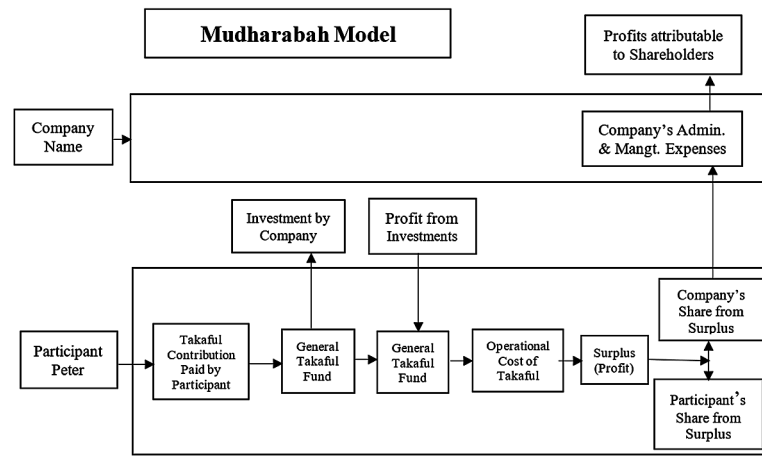 Mudharabah Model
Profits attributable
to Shareholders
Company
Name
Company's Admin.
& Mangt. Expenses
Investment by
Company
Profit from
Investments
Participant
Peter
Takaful
Contribution
Paid by
Participant
General
Takaful
Fund
General
Takaful
Fund
Operational
Cost of
Takaful
Surplus
(Profit)
Company's
Share from
Surplus
Participant's
Share from
Surplus